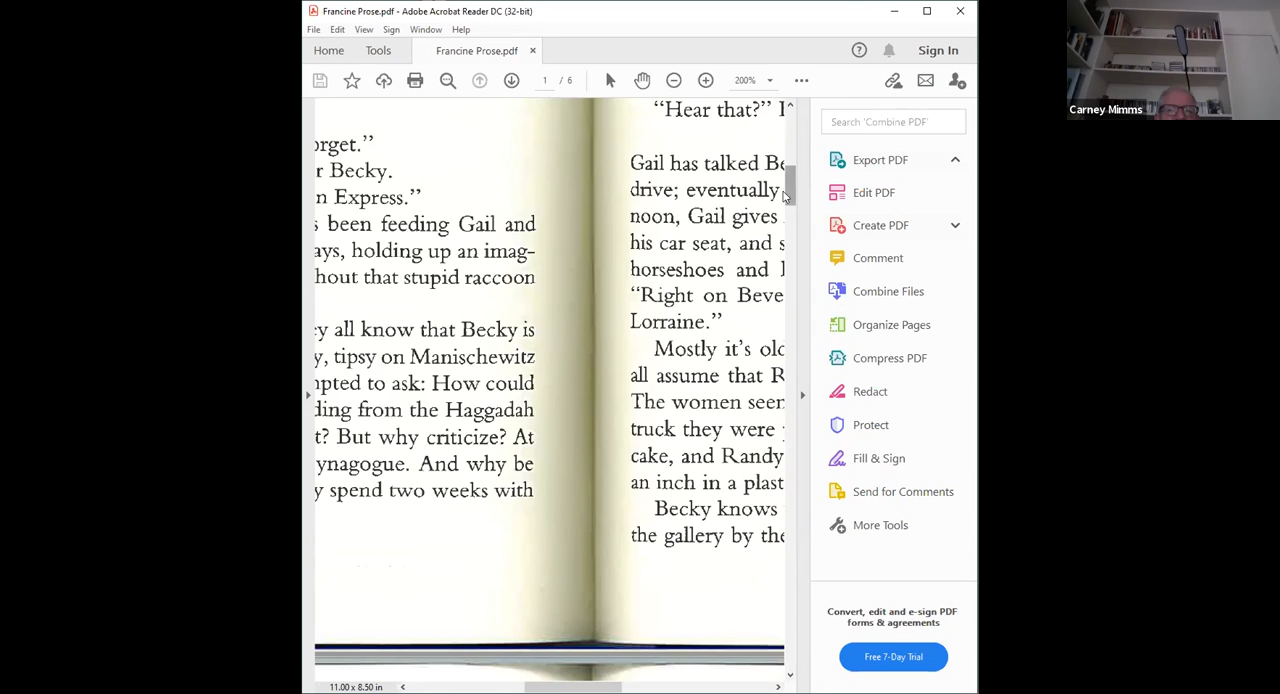 Francine Prose.pdf - Adobe Acrobat Reader DC (32-bit)
File Edit View Sign Window Help
Home Tools Francine Prose.pdf × Sign In
1 / 6 200%
orget.”
r Becky.
n Express.”
s been feeding Gail and
ays, holding up an imag-
hout that stupid raccoon
ey all know that Becky is
y, tipsy on Manischewitz
npted to ask: How could
ding from the Haggadah
t? But why criticize? At
ynagogue. And why be
y spend two weeks with
“Hear that?” I
Gail has talked Be
drive; eventually
noon, Gail gives
his car seat, and s
horseshoes and l
“Right on Beve
Lorraine.”
Mostly it’s old
all assume that R
The women seen
truck they were
cake, and Randy
an inch in a plast
Becky knows
the gallery by the
11.00 x 8.50 in
Search 'Combine PDF'
Export PDF
Edit PDF
Create PDF
Comment
Combine Files
Organize Pages
Compress PDF
Redact
Protect
Fill & Sign
Send for Comments
More Tools
Convert, edit and e-sign PDF
forms & agreements
Free 7-Day Trial
Carney Mimms